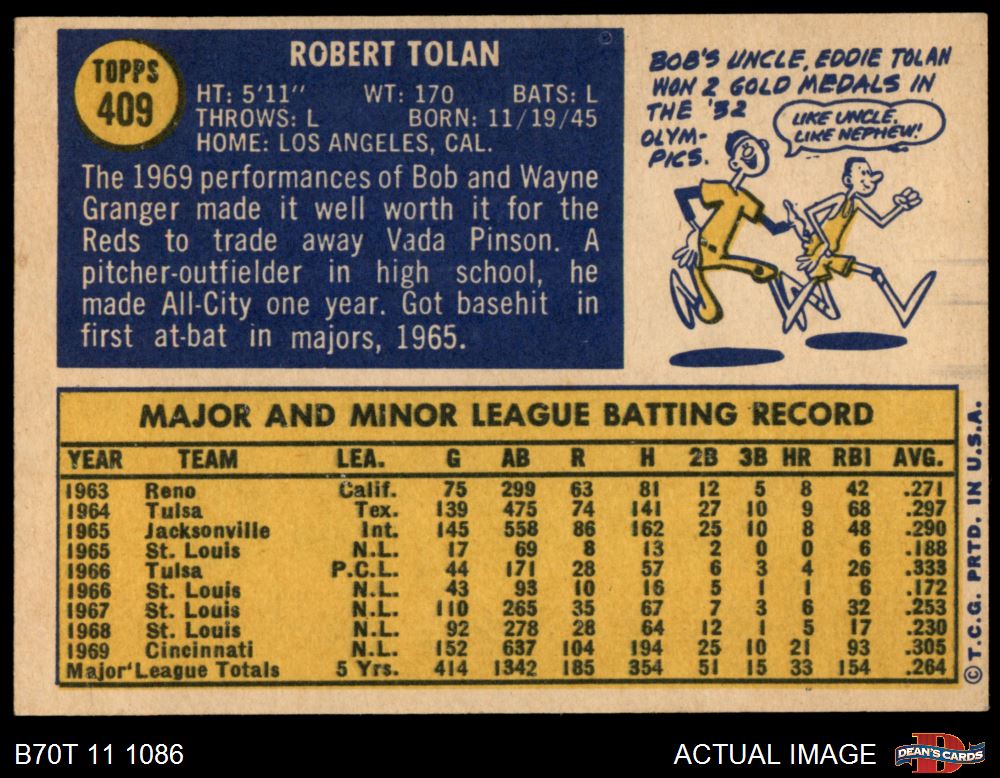 TOPPS
409
ROBERT TOLAN
HT: 5'11" WT: 170 BATS: L
THROWS: L BORN: 11/19/45
HOME: LOS ANGELES, CAL.
The 1969 performances of Bob and Wayne
Granger made it well worth it for the
Reds to trade away Vada Pinson. A
pitcher-outfielder in high school, he
made All-City one year. Got basehit in
first at-bat in majors, 1965.
BOB'S UNCLE, EDDIE TOLAN
WON 2 GOLD MEDALS IN
THE '32
OLYM-
PICS.
LIKE UNCLE,
LIKE NEPHEW!
MAJOR AND MINOR LEAGUE BATTING RECORD
YEAR TEAM LEA. G AB R H 2B 3B HR RBI AVG.
1963 Reno Calif. 75 299 63 81 12 5 8 42 .271
1964 Tulsa Tex. 139 475 74 141 27 10 9 68 .297
1965 Jacksonville Int. 145 558 86 162 25 10 8 48 .290
1965 St. Louis N.L. 17 69 8 13 2 0 0 6 .188
1966 Tulsa P.C.L. 44 171 28 57 6 3 4 26 .333
1966 St. Louis N.L. 43 93 10 16 5 1 1 6 .172
1967 St. Louis N.L. 110 265 35 67 7 3 6 32 .253
1968 St. Louis N.L. 92 278 28 64 12 1 5 17 .230
1969 Cincinnati N.L. 152 637 104 194 25 10 21 93 .305
Major League Totals 5 Yrs. 414 1342 185 354 51 15 33 154 .264
© T.C.G. PRTD. IN U.S.A.
B70T 11 1086
ACTUAL IMAGE
DEAN'S CARDS